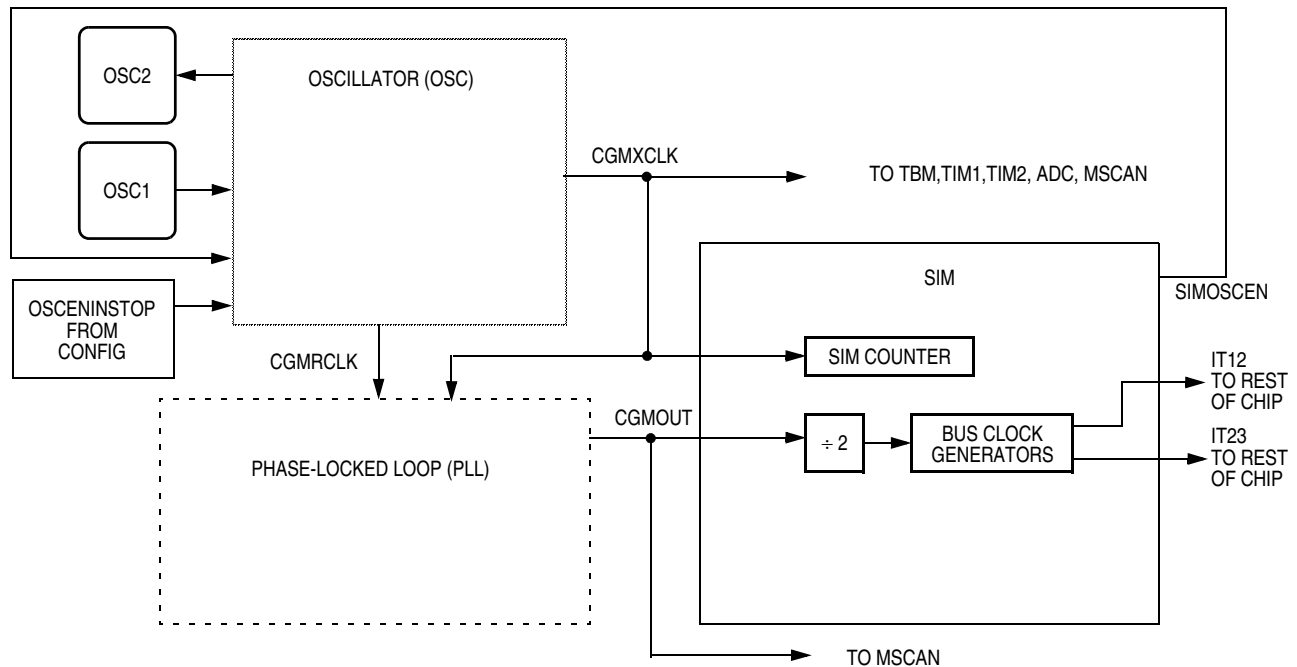 OSC2
OSCILLATOR (OSC)
CGMXCLK
TO TBM,TIM1,TIM2, ADC, MSCAN
OSC1
SIM
SIMOSCEN
OSCENINSTOP
FROM
CONFIG
CGMRCLK
SIM COUNTER
IT12
TO REST
OF CHIP
CGMOUT
÷ 2
BUS CLOCK
GENERATORS
IT23
TO REST
OF CHIP
PHASE-LOCKED LOOP (PLL)
TO MSCAN